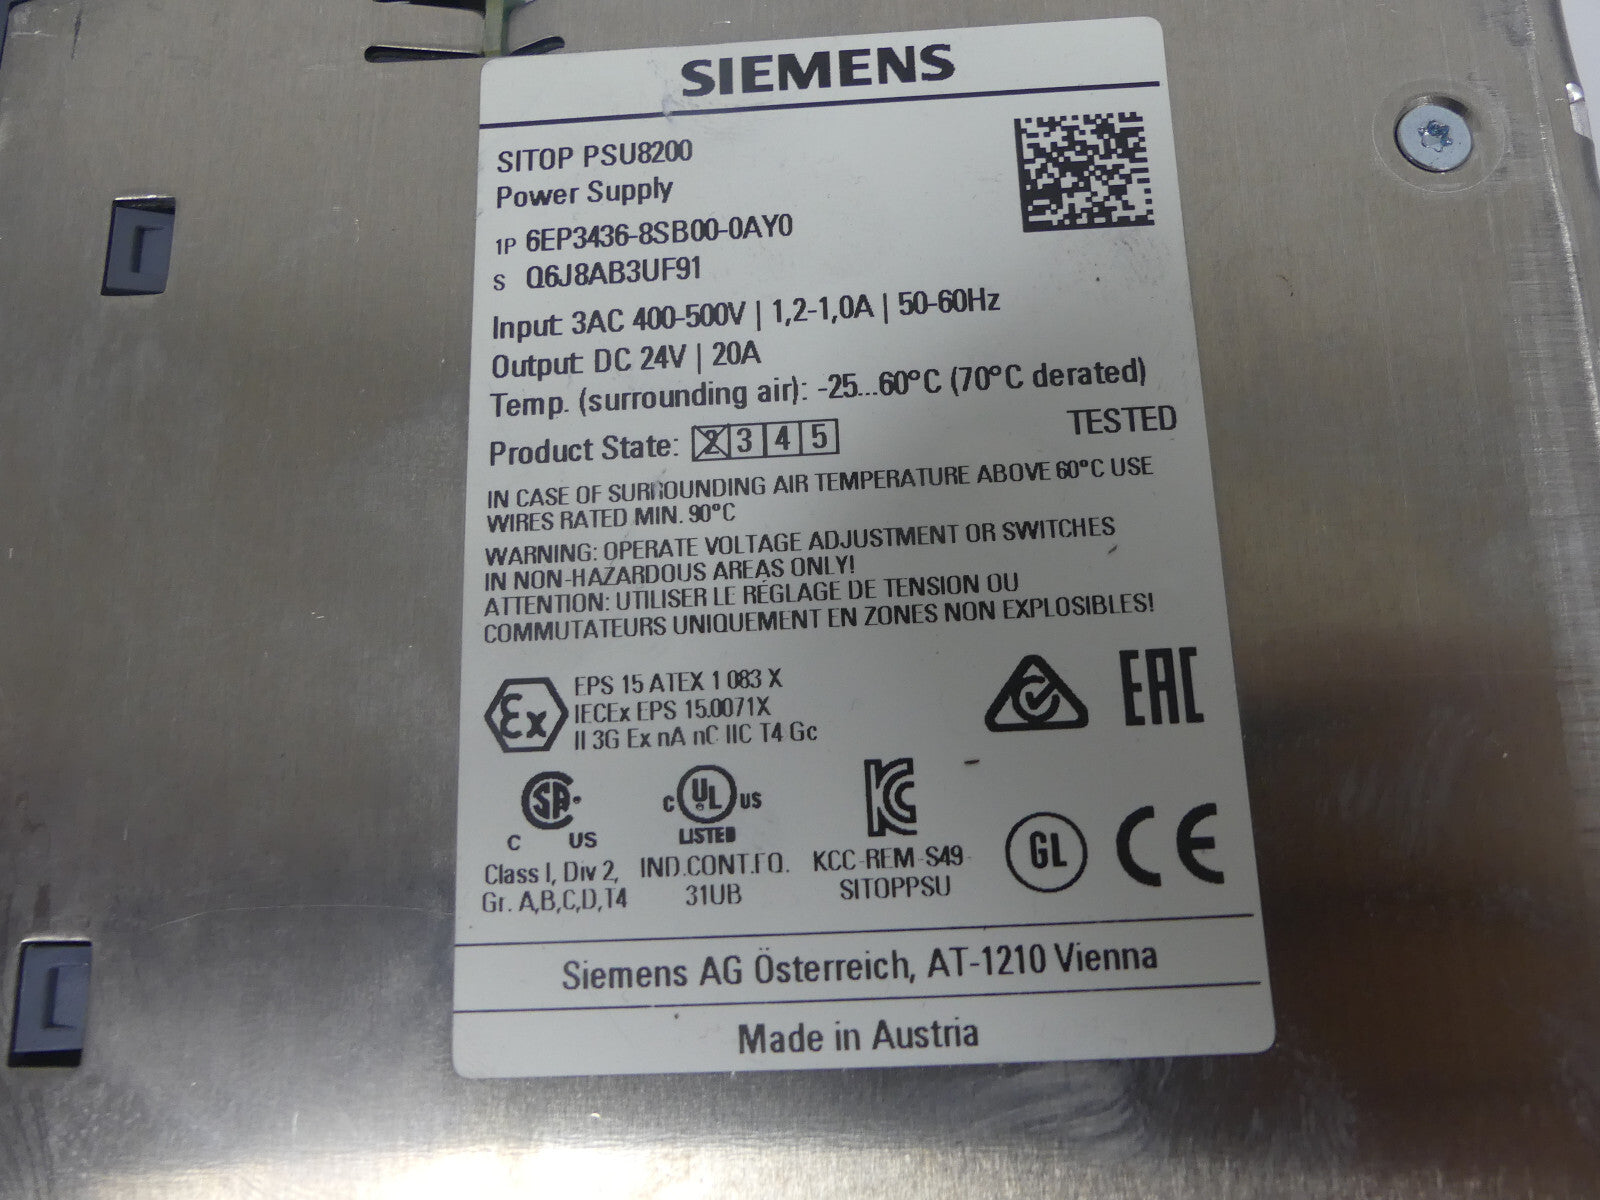 SIEMENS
SITOP PSU8200
Power Supply
1P 6EP3436-8SB00-0AY0
S Q6J8AB3UF91
Input: 3AC 400-500V | 1,2-1,0A | 50-60Hz
Output: DC 24V | 20A
Temp. (surrounding air): -25...60°C (70°C derated)
Product State: 2 3 4 5 TESTED
IN CASE OF SURROUNDING AIR TEMPERATURE ABOVE 60°C USE
WIRES RATED MIN. 90°C
WARNING: OPERATE VOLTAGE ADJUSTMENT OR SWITCHES
IN NON-HAZARDOUS AREAS ONLY!
ATTENTION: UTILISER LE RÉGLAGE DE TENSION OU
COMMUTATEURS UNIQUEMENT EN ZONES NON EXPLOSIBLES!
Ex EPS 15 ATEX 1 083 X
IECEx EPS 15.0071X
II 3G Ex nA nC IIC T4 Gc
EAC
SA C US
C UL US LISTED
KC
Class I, Div 2,
Gr. A,B,C,D,T4
IND.CONT.EQ.
31UB
KCC-REM-S49-
SITOPPSU
GL CE
Siemens AG Österreich, AT-1210 Vienna
Made in Austria